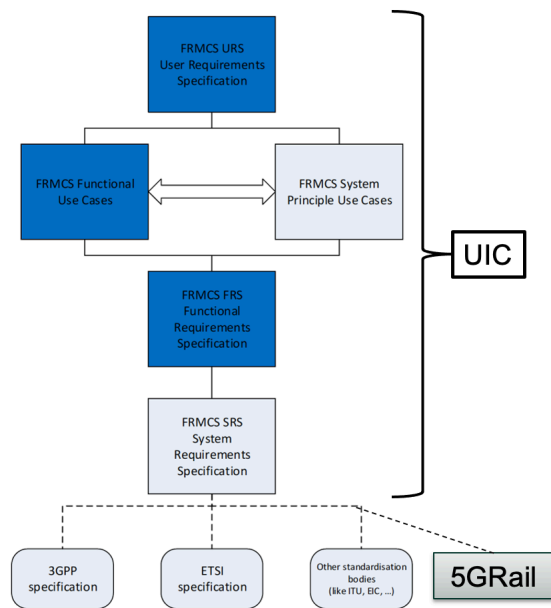 FRMCS URS
User Requirements
Specification
FRMCS Functional
Use Cases
FRMCS System
Principle Use Cases
UIC
FRMCS FRS
Functional
Requirements
Specification
FRMCS SRS
System
Requirements
Specification
3GPP
specification
ETSI
specification
Other standardisation
bodies
(like ITU, EIC, ...)
5GRail